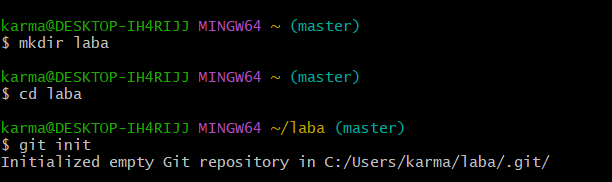 karma@DESKTOP-IH4RIJJ MINGW64 ~ (master)
$ mkdir laba
karma@DESKTOP-IH4RIJJ MINGW64 ~ (master)
$ cd laba
karma@DESKTOP-IH4RIJJ MINGW64 ~/laba (master)
$ git init
Initialized empty Git repository in C:/Users/karma/laba/.git/